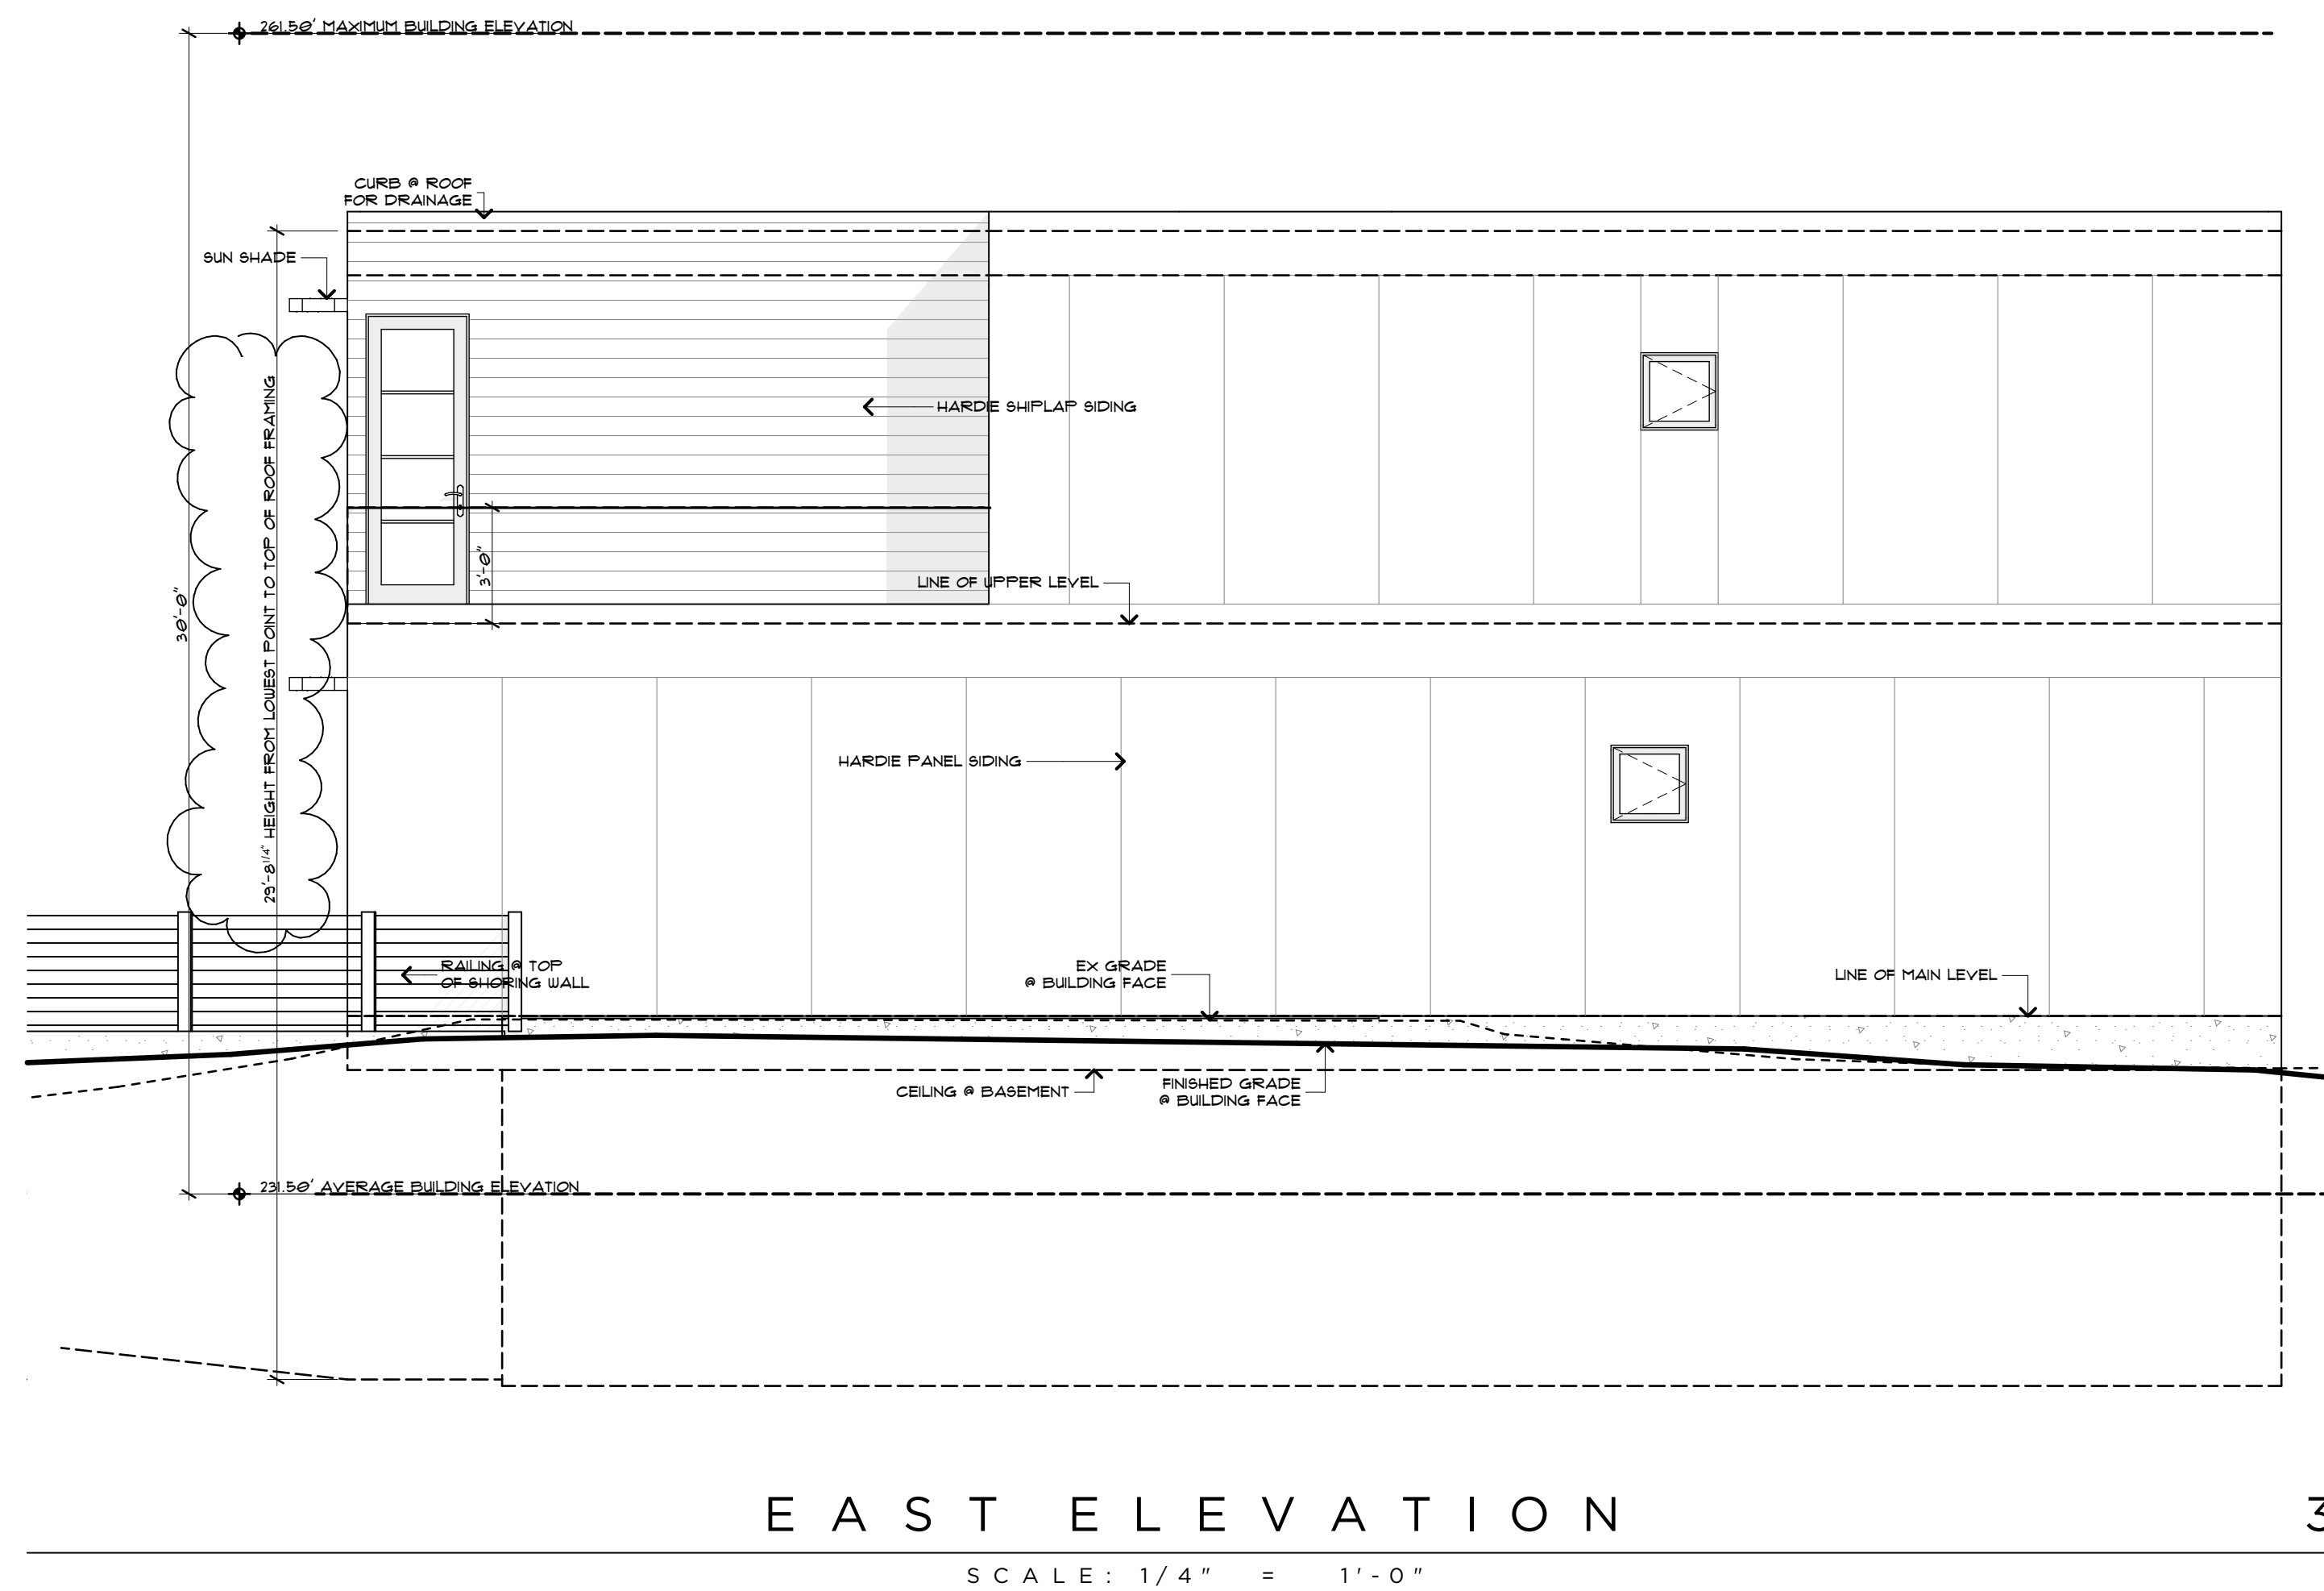 261.50' MAXIMUM BUILDING ELEVATION
CURB @ ROOF
FOR DRAINAGE
SUN SHADE
HARDIE SHIPLAP SIDING
3'-0"
LINE OF UPPER LEVEL
30'-0"
29'-8 1/4" HEIGHT FROM LOWEST POINT TO TOP OF ROOF FRAMING
HARDIE PANEL SIDING
RAILING @ TOP
OF SHORING WALL
EX GRADE
@ BUILDING FACE
LINE OF MAIN LEVEL
CEILING @ BASEMENT
FINISHED GRADE
@ BUILDING FACE
231.50' AVERAGE BUILDING ELEVATION
EAST ELEVATION
3
SCALE: 1/4" = 1'-0"